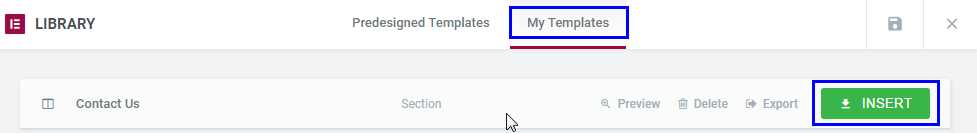 LIBRARY Predesigned Templates My Templates
Contact Us Section Preview Delete Export INSERT